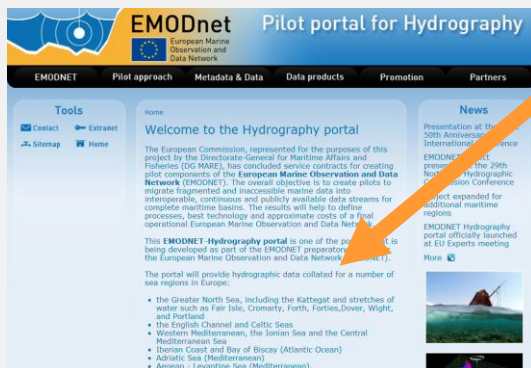 EMODnet
European Marine
Observation and
Data Network
Pilot portal for Hydrography
EMODNET Pilot approach Metadata & Data Data products Promotion Partners
Tools
Contact Extranet
Sitemap Home
Home
Welcome to the Hydrography portal
The European Commission, represented for the purposes of this
project by the Directorate-General for Maritime Affairs and
Fisheries (DG MARE), has concluded service contracts for creating
pilot components of the European Marine Observation and Data
Network (EMODNET). The overall objective is to create pilots to
migrate fragmented and inaccessible marine data into
interoperable, continuous and publicly available data streams for
complete maritime basins. The results will help to define
processes, best technology and approximate costs of a final
operational European Marine Observation and Data Network.
This EMODNET-Hydrography portal is one of the is
being developed as part of the EMODNET preparatory
the European Marine Observation and Data Network
The portal will provide hydrographic data collated for a number of
sea regions in Europe:
• the Greater North Sea, including the Kattegat and stretches of
water such as Fair Isle, Cromarty, Forth, Forties,Dover, Wight,
and Portland
• the English Channel and Celtic Seas
• Western Mediterranean, the Ionian Sea and the Central
Mediterranean Sea
• Iberian Coast and Bay of Biscay (Atlantic Ocean)
• Adriatic Sea (Mediterranean)
• Aegean - Levantine Sea (Mediterranean)
News
Presentation at the
50th Anniversary
International
EMODNET
at the 29th
North Hydrographic
Conference
expanded for
additional maritime
regions
EMODNET Hydrography
portal officially launched
at EU Experts meeting
More